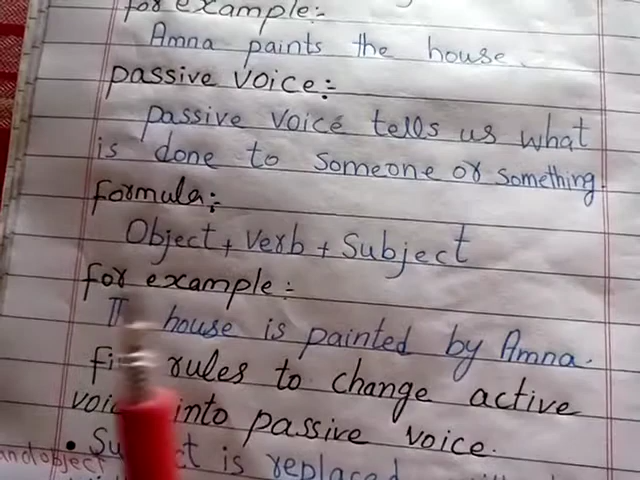 for example:-
Amna paints the house.
passive voice:-
passive voice tells us what
is done to someone or something.
formula:-
Object + Verb + Subject
for example:-
house is painted by Amna.
rules to change active
into passive voice.
is replaced
and object